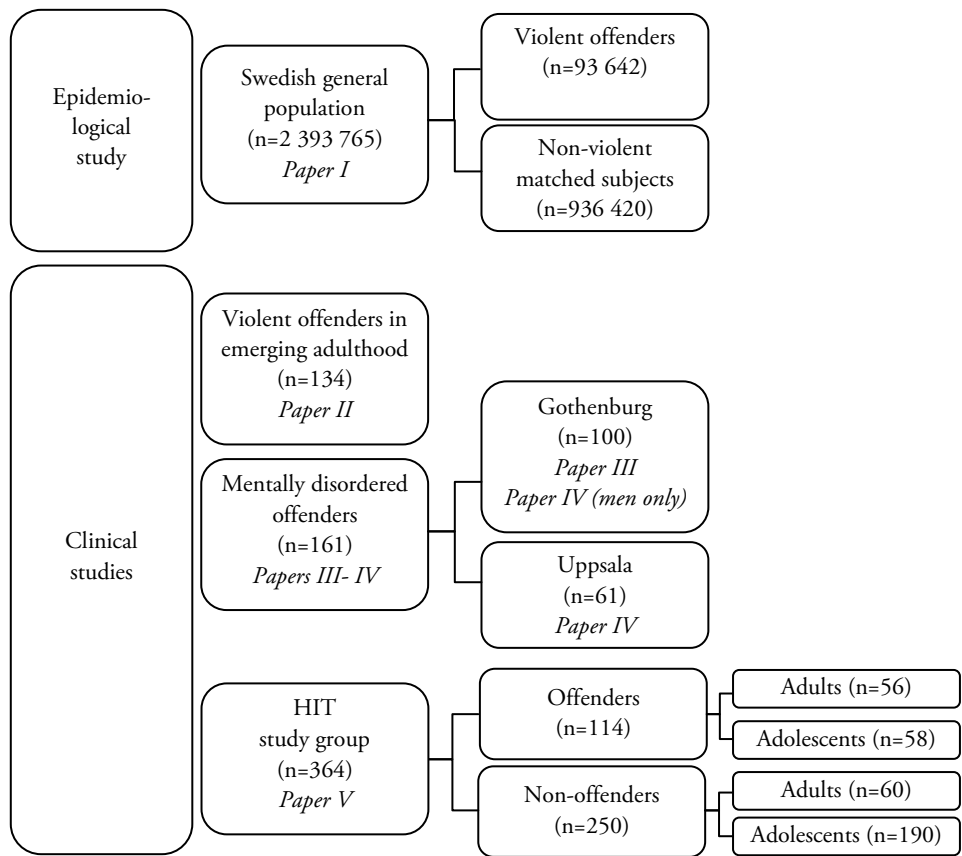 Epidemio-
logical
study
Swedish general
population
(n=2 393 765)
Paper I
Violent offenders
(n=93 642)
Non-violent
matched subjects
(n=936 420)
Clinical
studies
Violent offenders in
emerging adulthood
(n=134)
Paper II
Mentally disordered
offenders
(n=161)
Papers III- IV
Gothenburg
(n=100)
Paper III
Paper IV (men only)
Uppsala
(n=61)
Paper IV
HIT
study group
(n=364)
Paper V
Offenders
(n=114)
Adults (n=56)
Adolescents (n=58)
Non-offenders
(n=250)
Adults (n=60)
Adolescents (n=190)